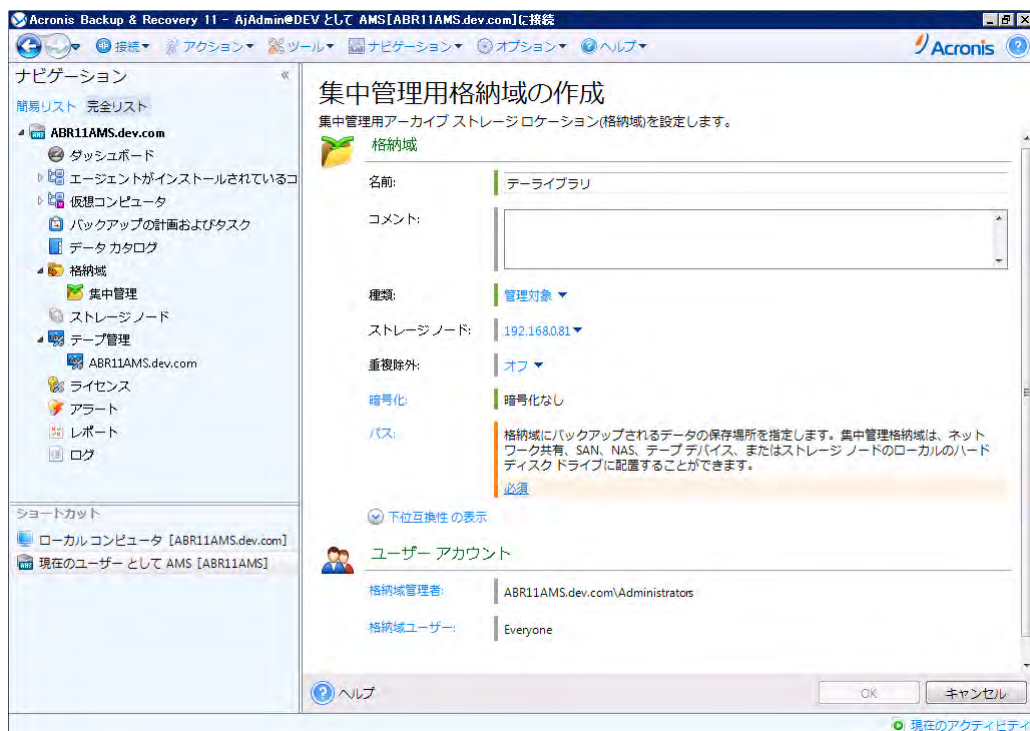 Acronis Backup & Recovery 11 - AjAdmin@DEV として AMS[ABR11AMS.dev.com]に接続
接続 アクション ツール ナビゲーション オプション ヘルプ
Acronis
ナビゲーション
簡易リスト 完全リスト
ABR11AMS.dev.com
ダッシュボード
エージェントがインストールされているコ
仮想コンピュータ
バックアップの計画およびタスク
データ カタログ
格納域
集中管理
ストレージ ノード
テープ管理
ABR11AMS.dev.com
ライセンス
アラート
レポート
ログ
ショートカット
ローカル コンピュータ [ABR11AMS.dev.com]
現在のユーザー として AMS [ABR11AMS]
集中管理用格納域の作成
集中管理用アーカイブ ストレージ ロケーション(格納域)を設定します。
格納域
名前: テーライブラリ
コメント:
種類: 管理対象
ストレージ ノード: 192.168.0.81
重複除外: オフ
暗号化: 暗号化なし
パス: 格納域にバックアップされるデータの保存場所を指定します。集中管理格納域は、ネット
ワーク共有、SAN、NAS、テープ デバイス、またはストレージ ノードのローカルのハード
ディスク ドライブに配置することができます。
必須
下位互換性 の表示
ユーザー アカウント
格納域管理者: ABR11AMS.dev.com\Administrators
格納域ユーザー: Everyone
ヘルプ
OK キャンセル
現在のアクティビティ